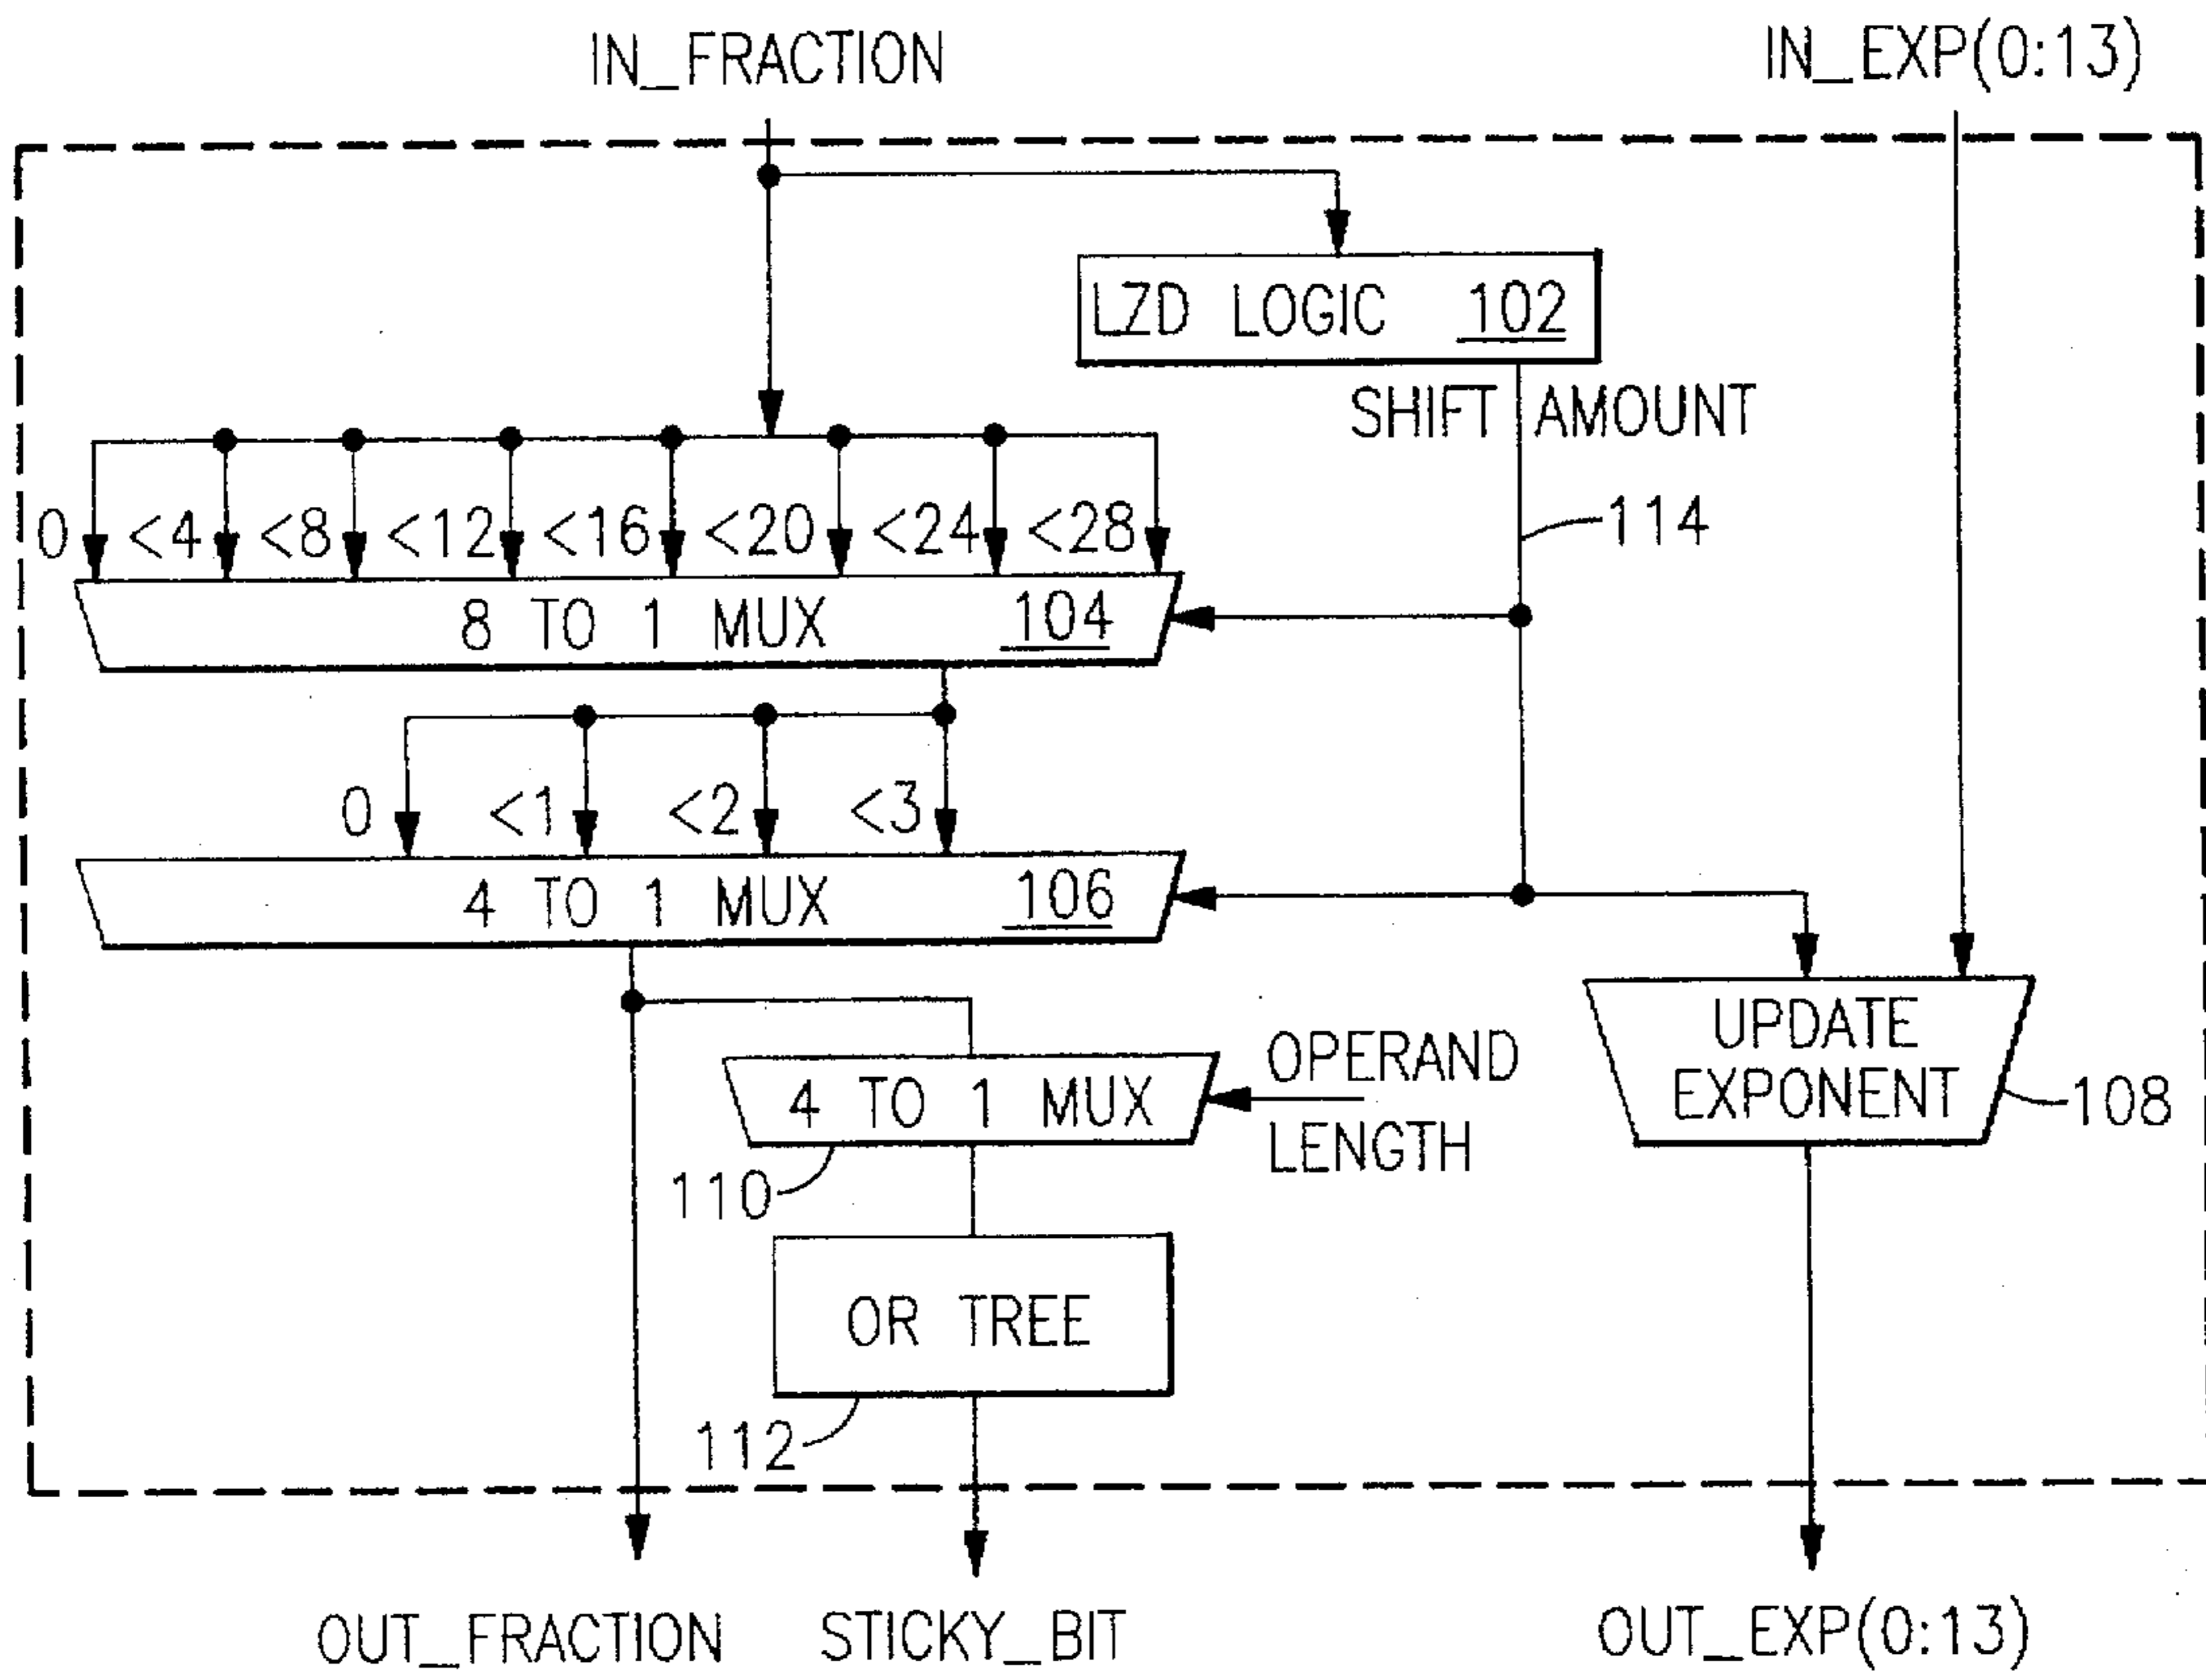 IN_FRACTION
IN_EXP(0:13)
LZD LOGIC 102
SHIFT AMOUNT
114
0 <4 <8 <12 <16 <20 <24 <28
8 TO 1 MUX 104
0 <1 <2 <3
4 TO 1 MUX 106
UPDATE
EXPONENT
108
OPERAND
LENGTH
4 TO 1 MUX
110
OR TREE
112
OUT_FRACTION
STICKY_BIT
OUT_EXP(0:13)